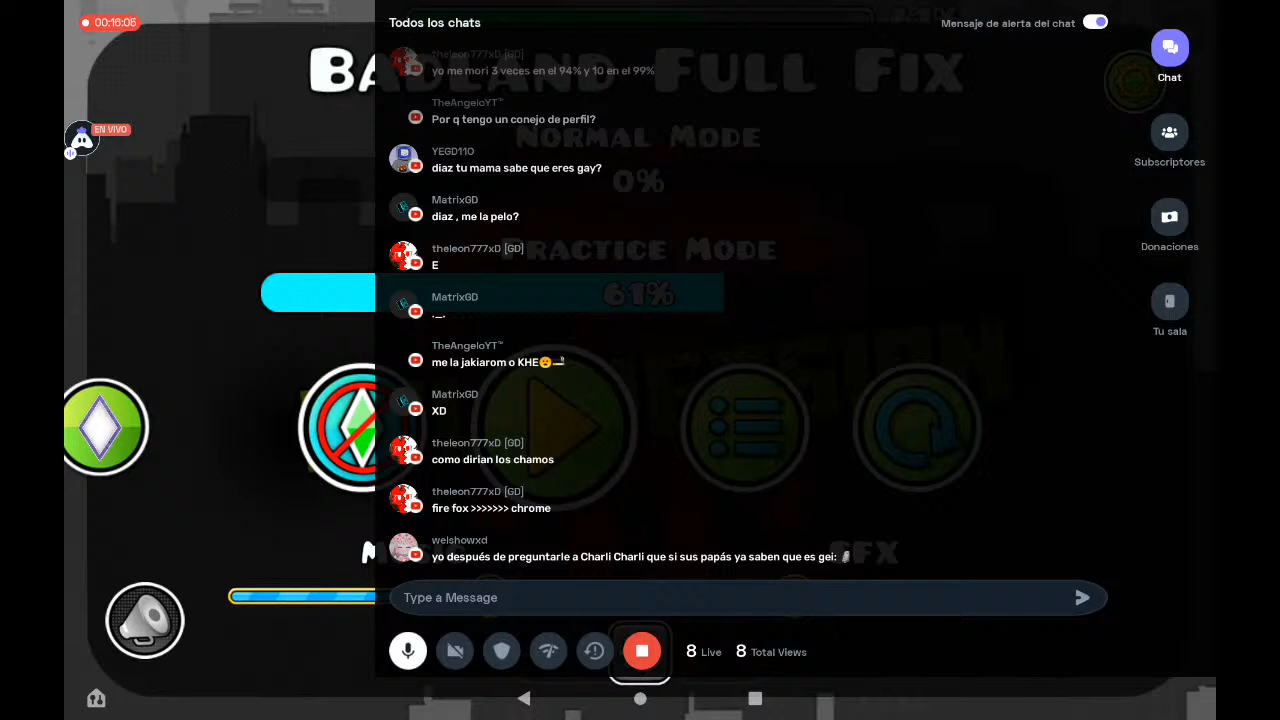 00:16:05
Todos los chats
Mensaje de alerta del chat
Badland Full Fix
theleon777xD [GD]
yo me mori 3 veces en el 94% y 10 en el 99%
Chat
TheAngeloYT™
Por q tengo un conejo de perfil?
EN VIVO
Normal Mode
YEGD110
diaz tu mama sabe que eres gay?
Subscriptores
0%
MatrixGD
diaz , me la pelo?
theleon777xD [GD]
E
Practice Mode
Donaciones
MatrixGD
._.
61%
Tu sala
TheAngeloYT™
me la jakiarom o KHE😮🚬
MatrixGD
XD
theleon777xD [GD]
como dirian los chamos
theleon777xD [GD]
fire fox >>>>>>> chrome
welshowxd
yo después de preguntarle a Charli Charli que si sus papás ya saben que es gei: 🗿
SFX
Type a Message
8 Live 8 Total Views